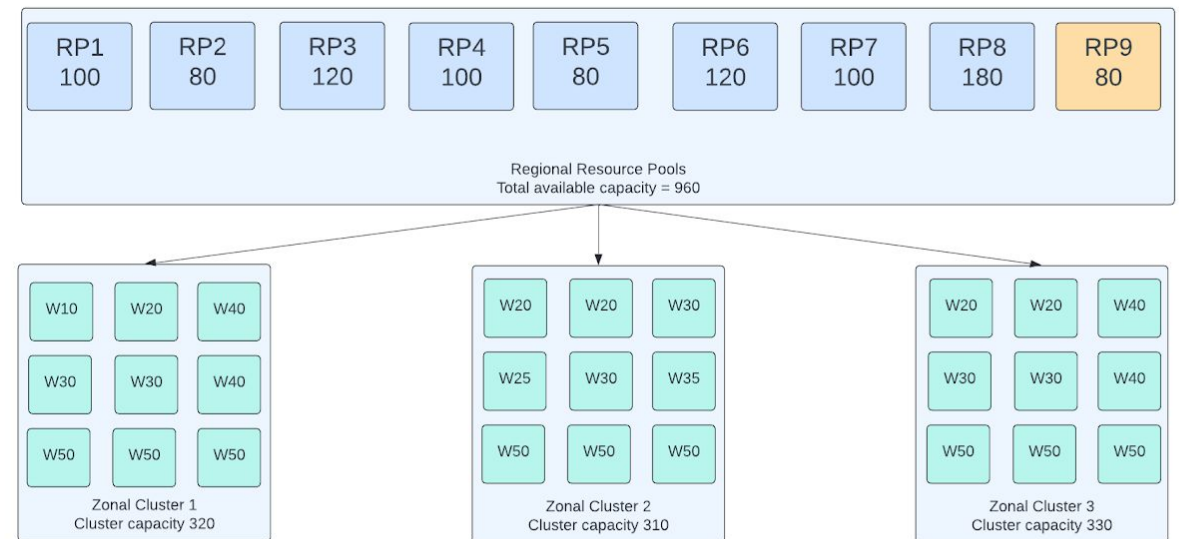 RP1
100
RP2
80
RP3
120
RP4
100
RP5
80
RP6
120
RP7
100
RP8
180
RP9
80
Regional Resource Pools
Total available capacity = 960
W10 W20 W40
W30 W30 W40
W50 W50 W50
Zonal Cluster 1
Cluster capacity 320
W20 W20 W30
W25 W30 W35
W50 W50 W50
Zonal Cluster 2
Cluster capacity 310
W20 W20 W40
W30 W30 W40
W50 W50 W50
Zonal Cluster 3
Cluster capacity 330